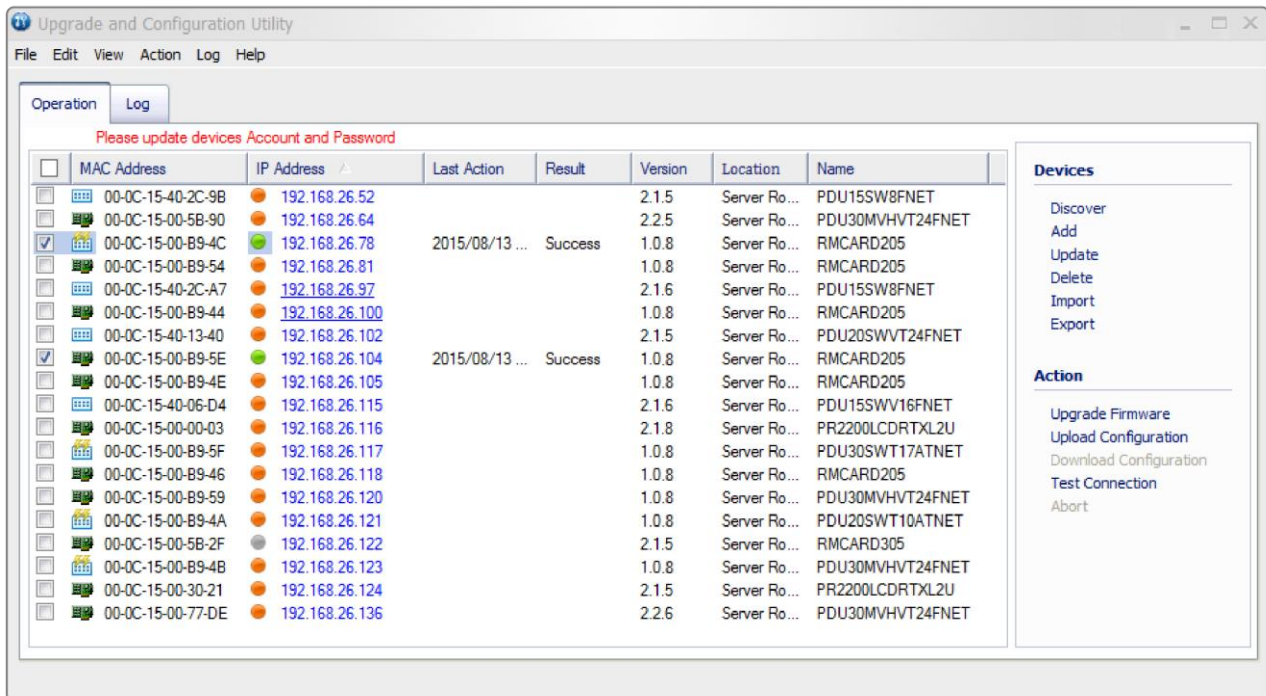 Upgrade and Configuration Utility
File Edit View Action Log Help
Operation Log
Please update devices Account and Password
MAC Address IP Address Last Action Result Version Location Name
00-0C-15-40-2C-9B 192.168.26.52 2.1.5 Server Ro... PDU15SW8FNET
00-0C-15-00-5B-90 192.168.26.64 2.2.5 Server Ro... PDU30MVHVT24FNET
00-0C-15-00-B9-4C 192.168.26.78 2015/08/13 ... Success 1.0.8 Server Ro... RMCARD205
00-0C-15-00-B9-54 192.168.26.81 1.0.8 Server Ro... RMCARD205
00-0C-15-40-2C-A7 192.168.26.97 2.1.6 Server Ro... PDU15SW8FNET
00-0C-15-00-B9-44 192.168.26.100 1.0.8 Server Ro... RMCARD205
00-0C-15-40-13-40 192.168.26.102 2.1.5 Server Ro... PDU20SWVT24FNET
00-0C-15-00-B9-5E 192.168.26.104 2015/08/13 ... Success 1.0.8 Server Ro... RMCARD205
00-0C-15-00-B9-4E 192.168.26.105 1.0.8 Server Ro... RMCARD205
00-0C-15-40-06-D4 192.168.26.115 2.1.6 Server Ro... PDU15SWV16FNET
00-0C-15-00-00-03 192.168.26.116 2.1.8 Server Ro... PR2200LCDRTXL2U
00-0C-15-00-B9-5F 192.168.26.117 1.0.8 Server Ro... PDU30SWT17ATNET
00-0C-15-00-B9-46 192.168.26.118 1.0.8 Server Ro... RMCARD205
00-0C-15-00-B9-59 192.168.26.120 1.0.8 Server Ro... PDU30MVHVT24FNET
00-0C-15-00-B9-4A 192.168.26.121 1.0.8 Server Ro... PDU20SWT10ATNET
00-0C-15-00-5B-2F 192.168.26.122 2.1.5 Server Ro... RMCARD305
00-0C-15-00-B9-4B 192.168.26.123 1.0.8 Server Ro... PDU30MVHVT24FNET
00-0C-15-00-30-21 192.168.26.124 2.1.5 Server Ro... PR2200LCDRTXL2U
00-0C-15-00-77-DE 192.168.26.136 2.2.6 Server Ro... PDU30MVHVT24FNET
Devices
Discover
Add
Update
Delete
Import
Export
Action
Upgrade Firmware
Upload Configuration
Download Configuration
Test Connection
Abort